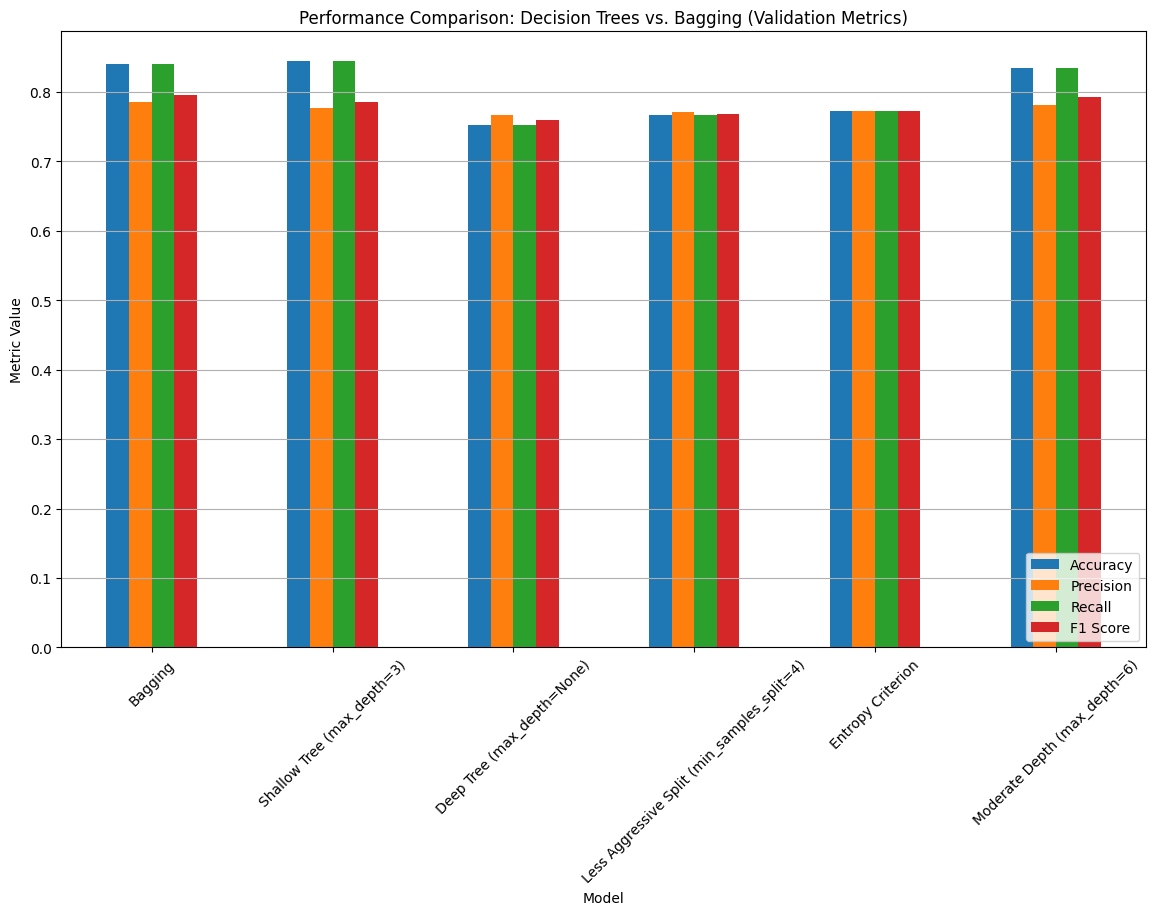 Performance Comparison: Decision Trees vs. Bagging (Validation Metrics)
Metric Value
0.8
0.7
0.6
0.5
0.4
0.3
0.2
0.1
0.0
Accuracy
Precision
Recall
F1 Score
Bagging
Shallow Tree (max_depth=3)
Deep Tree (max_depth=None)
Less Aggressive Split (min_samples_split=4)
Entropy Criterion
Moderate Depth (max_depth=6)
Model